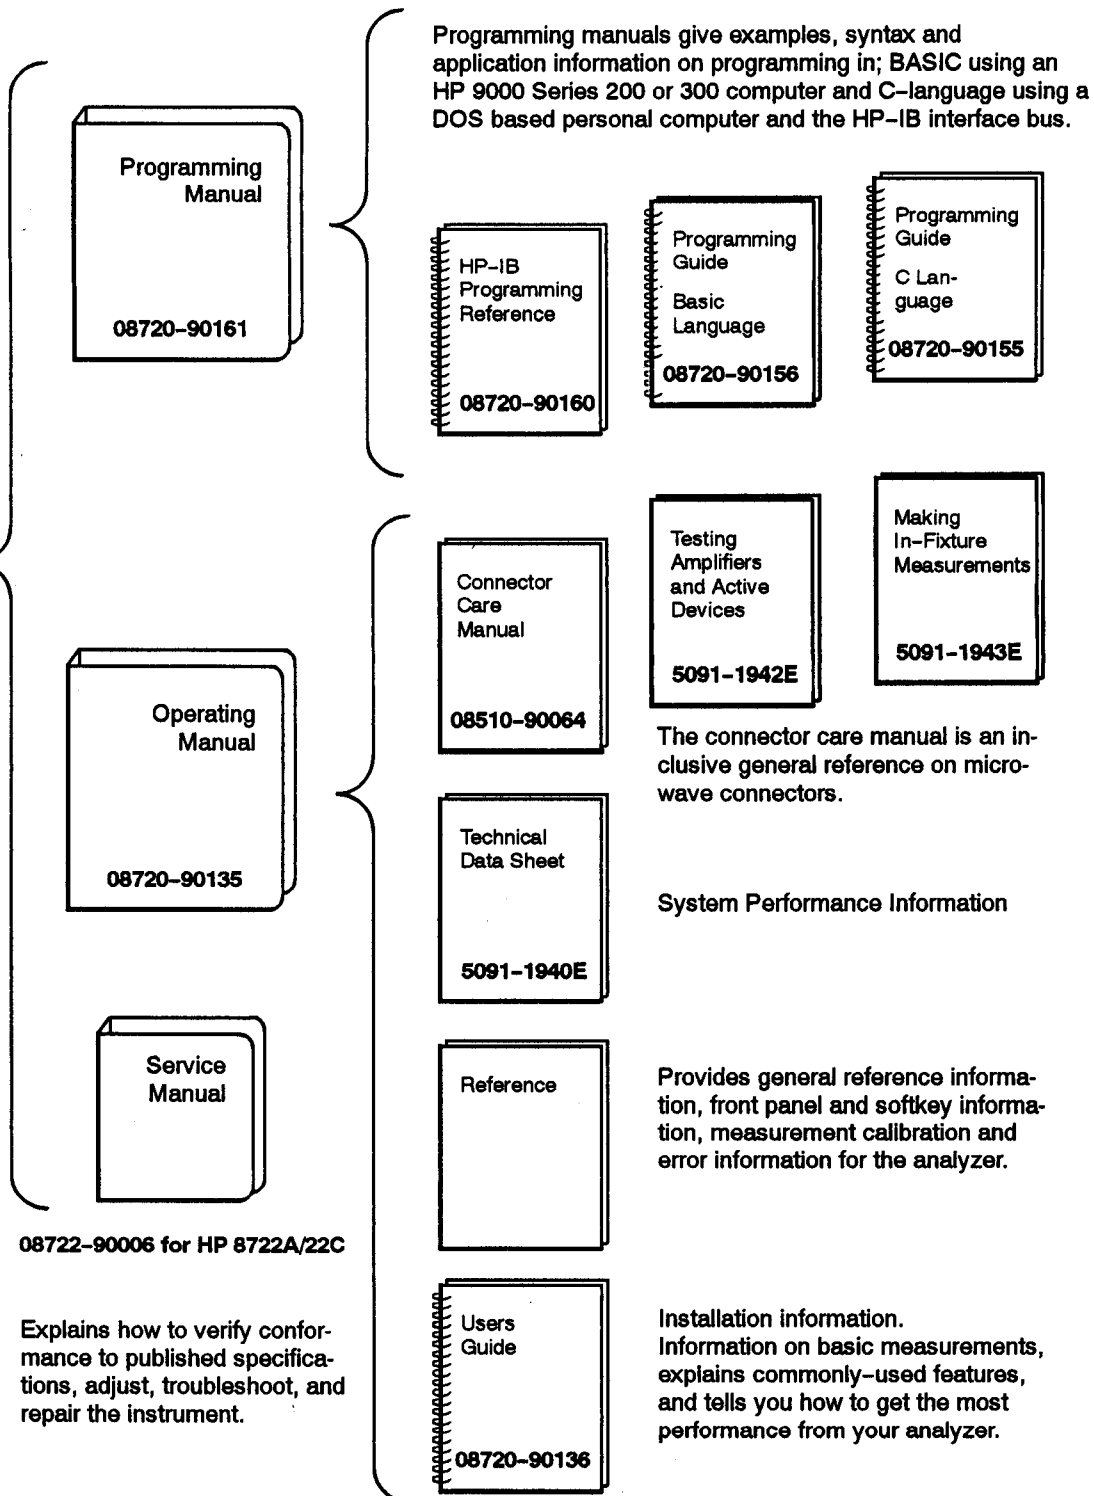 Programming manuals give examples, syntax and
application information on programming in; BASIC using an
HP 9000 Series 200 or 300 computer and C-language using a
DOS based personal computer and the HP-IB interface bus.
Programming
Manual
08720-90161
HP-IB
Programming
Reference
08720-90160
Programming
Guide
Basic
Language
08720-90156
Programming
Guide
C Lan-
guage
08720-90155
Operating
Manual
08720-90135
Connector
Care
Manual
08510-90064
Testing
Amplifiers
and Active
Devices
5091-1942E
Making
In-Fixture
Measurements
5091-1943E
The connector care manual is an in-
clusive general reference on micro-
wave connectors.
Technical
Data Sheet
5091-1940E
System Performance Information
Service
Manual
08722-90006 for HP 8722A/22C
Explains how to verify confor-
mance to published specifica-
tions, adjust, troubleshoot, and
repair the instrument.
Reference
Provides general reference informa-
tion, front panel and softkey informa-
tion, measurement calibration and
error information for the analyzer.
Users
Guide
08720-90136
Installation information.
Information on basic measurements,
explains commonly-used features,
and tells you how to get the most
performance from your analyzer.